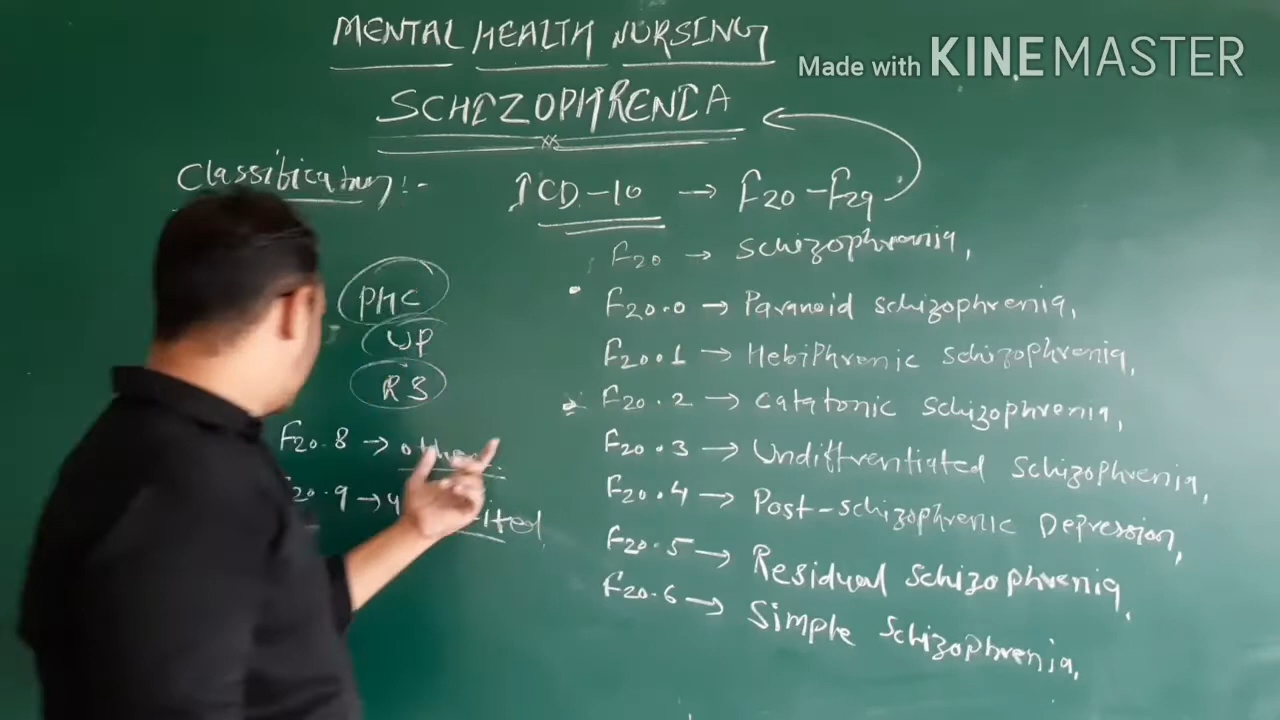 MENTAL HEALTH NURSING
Made with KINEMASTER
SCHIZOPHRENIA
Classification :-
ICD-10 → F20 - F29
F20 → Schizophrenia,
F20.0 → Paranoid schizophrenia,
F20.1 → HebiPhrenic Schizophrenia,
F20.2 → Catatonic Schizophrenia,
F20.3 → Undiffrentiated Schizophrenia,
F20.4 → Post-schizophrenic Depression,
F20.5 → Residual Schizophrenia,
F20.6 → Simple Schizophrenia,
PHC
UP
RS
F20.8 →
F20.9 →